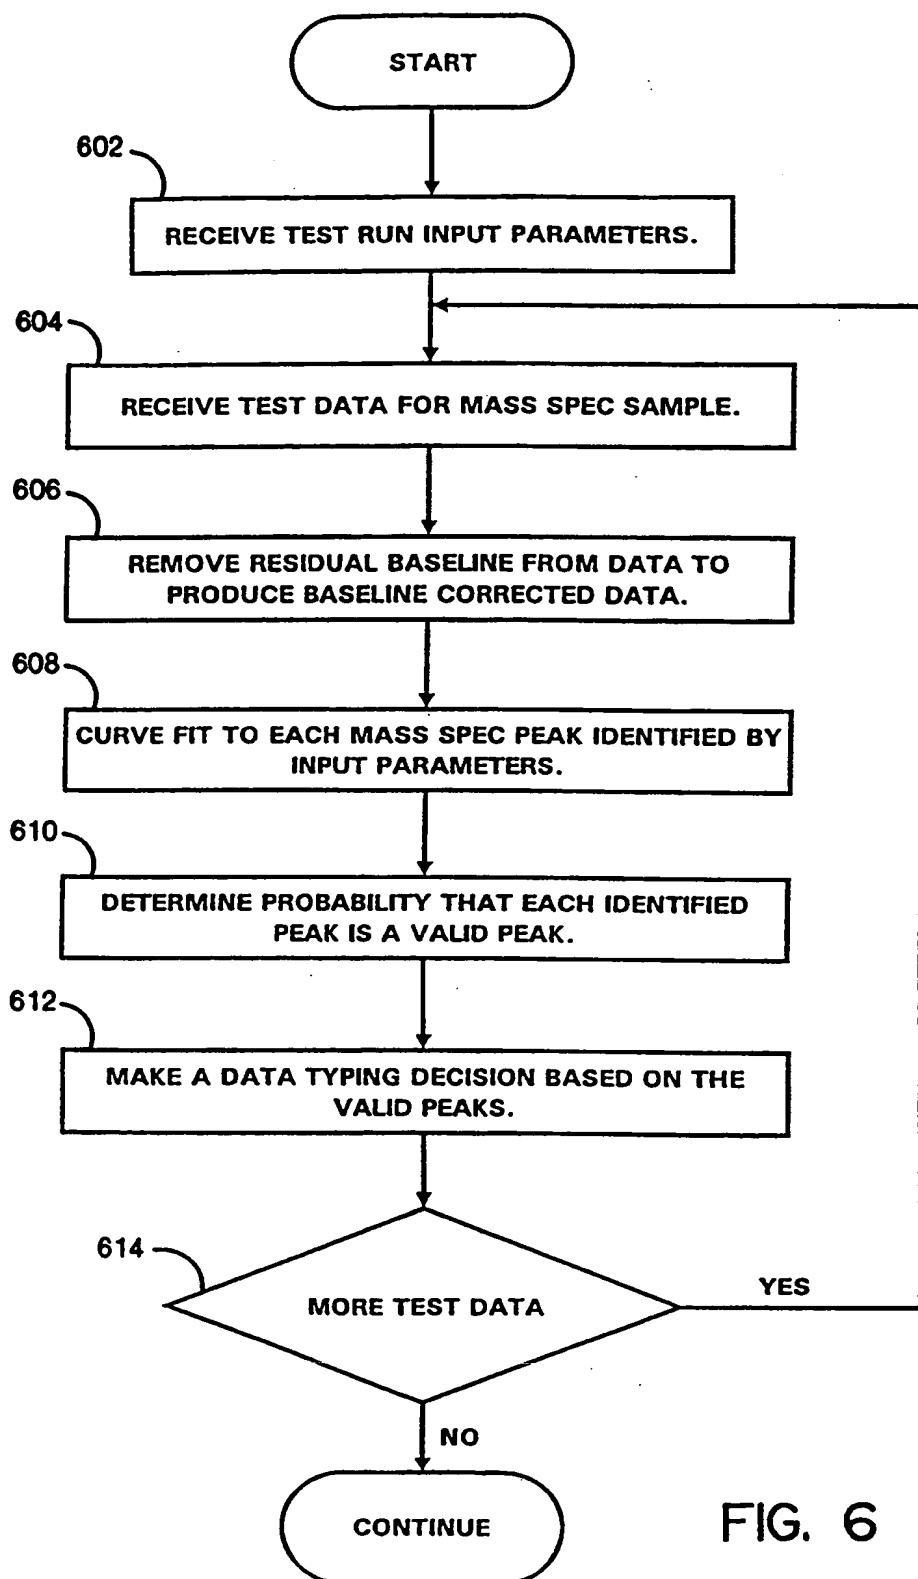 START
602
RECEIVE TEST RUN INPUT PARAMETERS.
604
RECEIVE TEST DATA FOR MASS SPEC SAMPLE.
606
REMOVE RESIDUAL BASELINE FROM DATA TO
PRODUCE BASELINE CORRECTED DATA.
608
CURVE FIT TO EACH MASS SPEC PEAK IDENTIFIED BY
INPUT PARAMETERS.
610
DETERMINE PROBABILITY THAT EACH IDENTIFIED
PEAK IS A VALID PEAK.
612
MAKE A DATA TYPING DECISION BASED ON THE
VALID PEAKS.
614
MORE TEST DATA
YES
NO
CONTINUE
FIG. 6